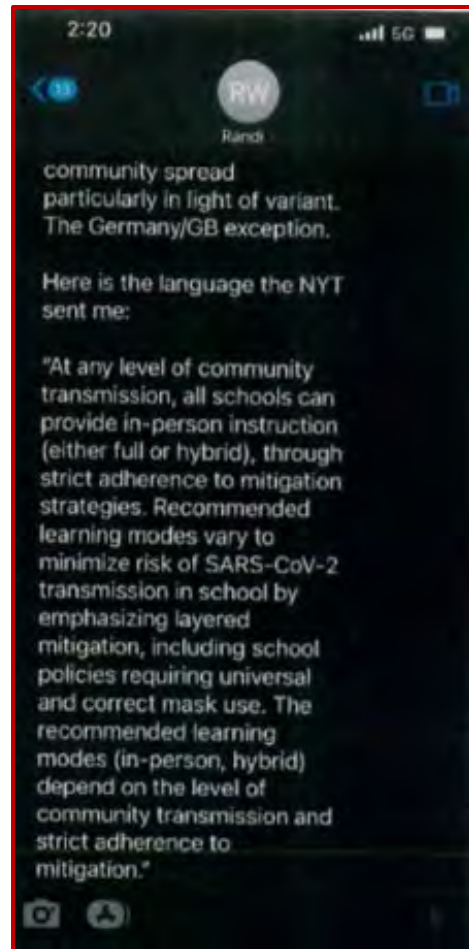 2:20
5G
13
RW
Randi
community spread
particularly in light of variant.
The Germany/GB exception.
Here is the language the NYT
sent me:
"At any level of community
transmission, all schools can
provide in-person instruction
(either full or hybrid), through
strict adherence to mitigation
strategies. Recommended
learning modes vary to
minimize risk of SARS-CoV-2
transmission in school by
emphasizing layered
mitigation, including school
policies requiring universal
and correct mask use. The
recommended learning
modes (in-person, hybrid)
depend on the level of
community transmission and
strict adherence to
mitigation."